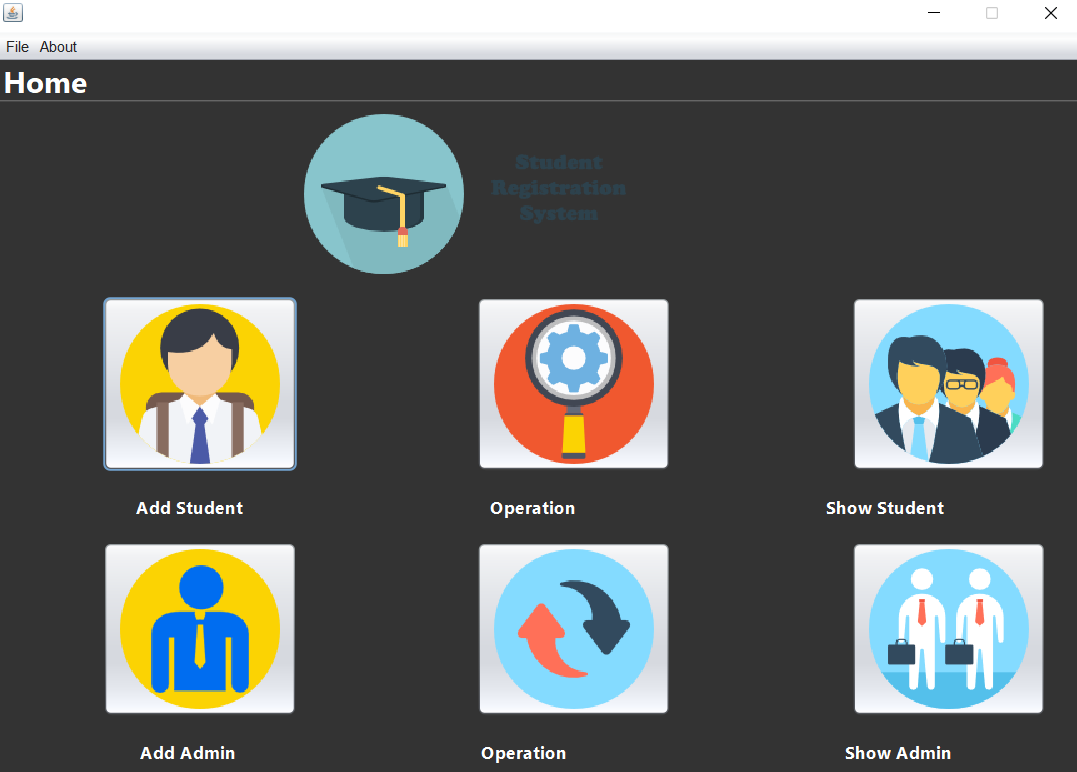 File About
Home
Student
Registration
System
Add Student
Operation
Show Student
Add Admin
Operation
Show Admin